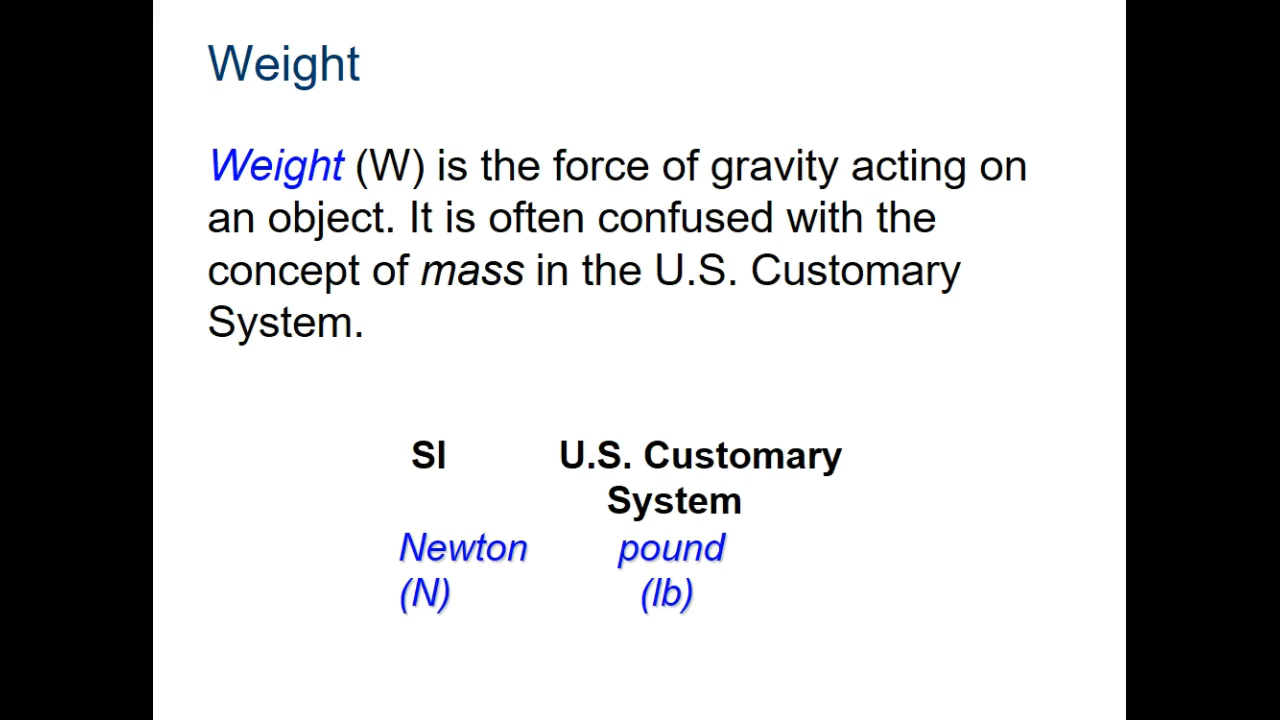 Weight
Weight (W) is the force of gravity acting on
an object. It is often confused with the
concept of mass in the U.S. Customary
System.
SI U.S. Customary
System
Newton pound
(N) (lb)